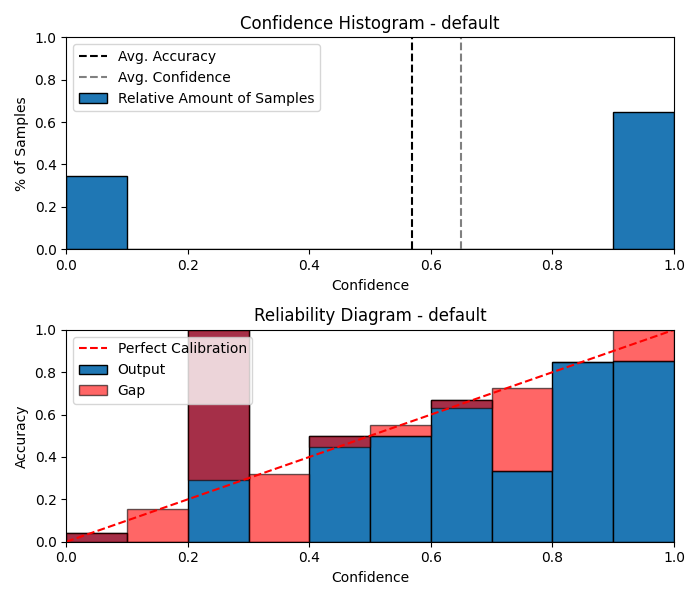 Confidence Histogram - default
1.0
0.8
0.6
0.4
0.2
0.0
% of Samples
Avg. Accuracy
Avg. Confidence
Relative Amount of Samples
0.0 0.2 0.4 0.6 0.8 1.0
Confidence
Reliability Diagram - default
1.0
0.8
0.6
0.4
0.2
0.0
Accuracy
Perfect Calibration
Output
Gap
0.0 0.2 0.4 0.6 0.8 1.0
Confidence